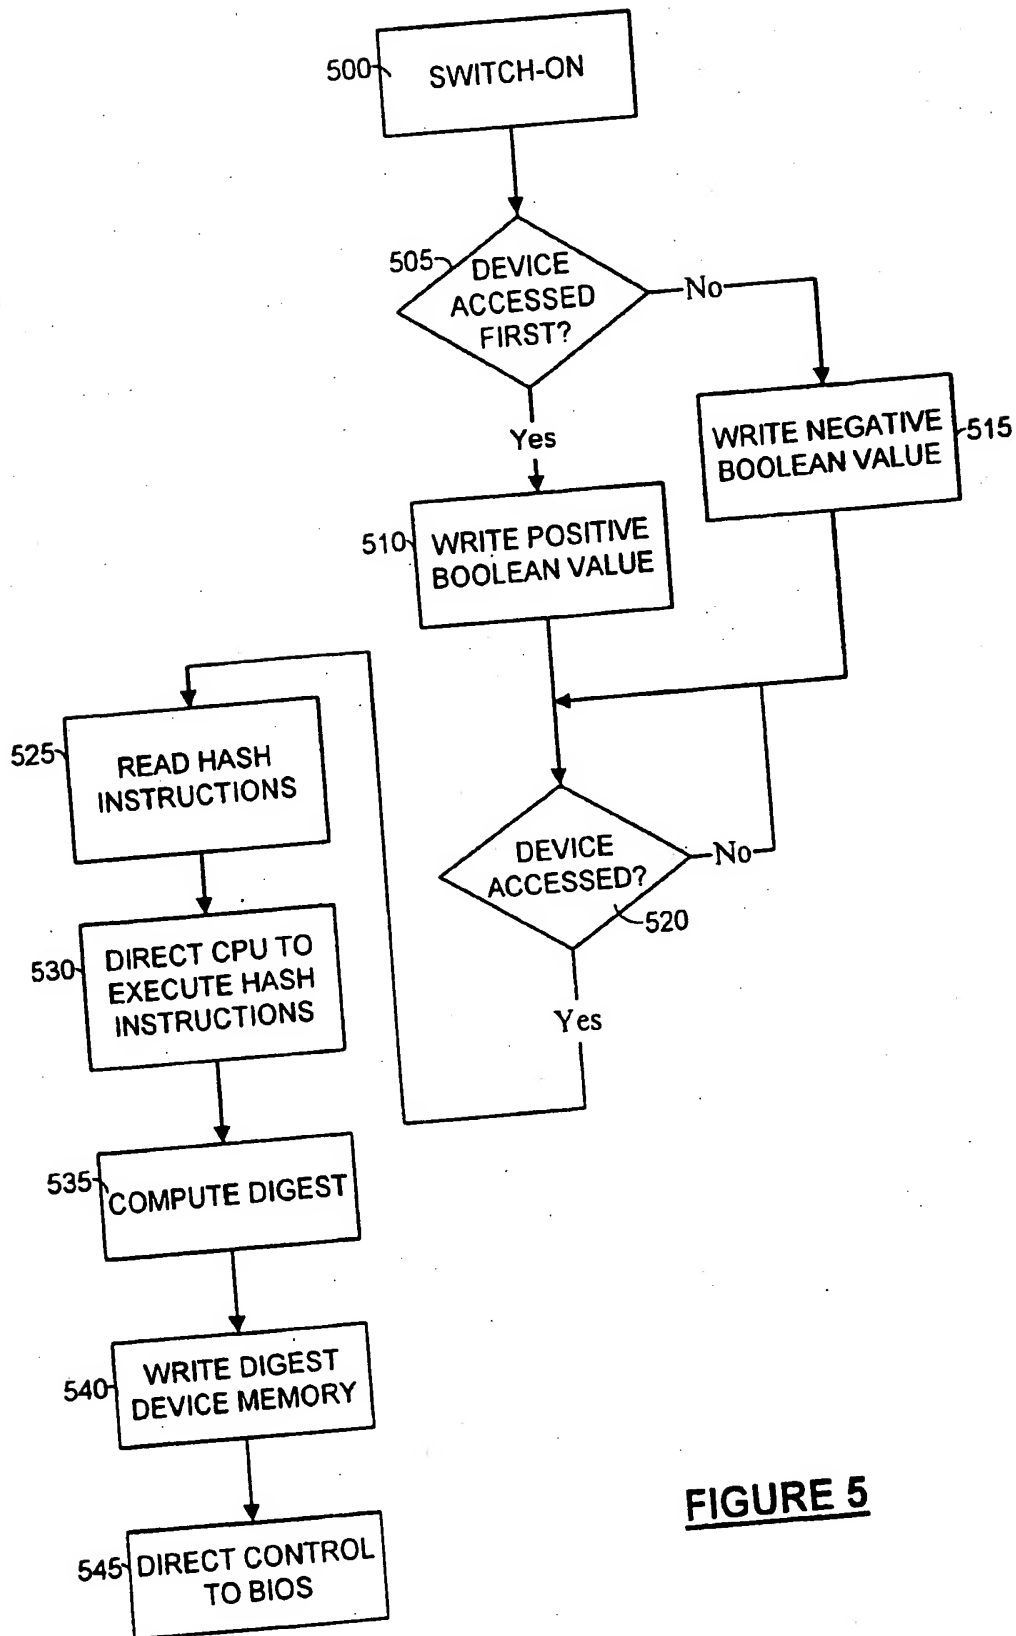 500
SWITCH-ON
505
DEVICE
ACCESSED
FIRST?
No
Yes
WRITE NEGATIVE
BOOLEAN VALUE
515
510
WRITE POSITIVE
BOOLEAN VALUE
525
READ HASH
INSTRUCTIONS
DEVICE
ACCESSED?
No
520
Yes
530
DIRECT CPU TO
EXECUTE HASH
INSTRUCTIONS
535
COMPUTE DIGEST
540
WRITE DIGEST
DEVICE MEMORY
545
DIRECT CONTROL
TO BIOS
FIGURE 5